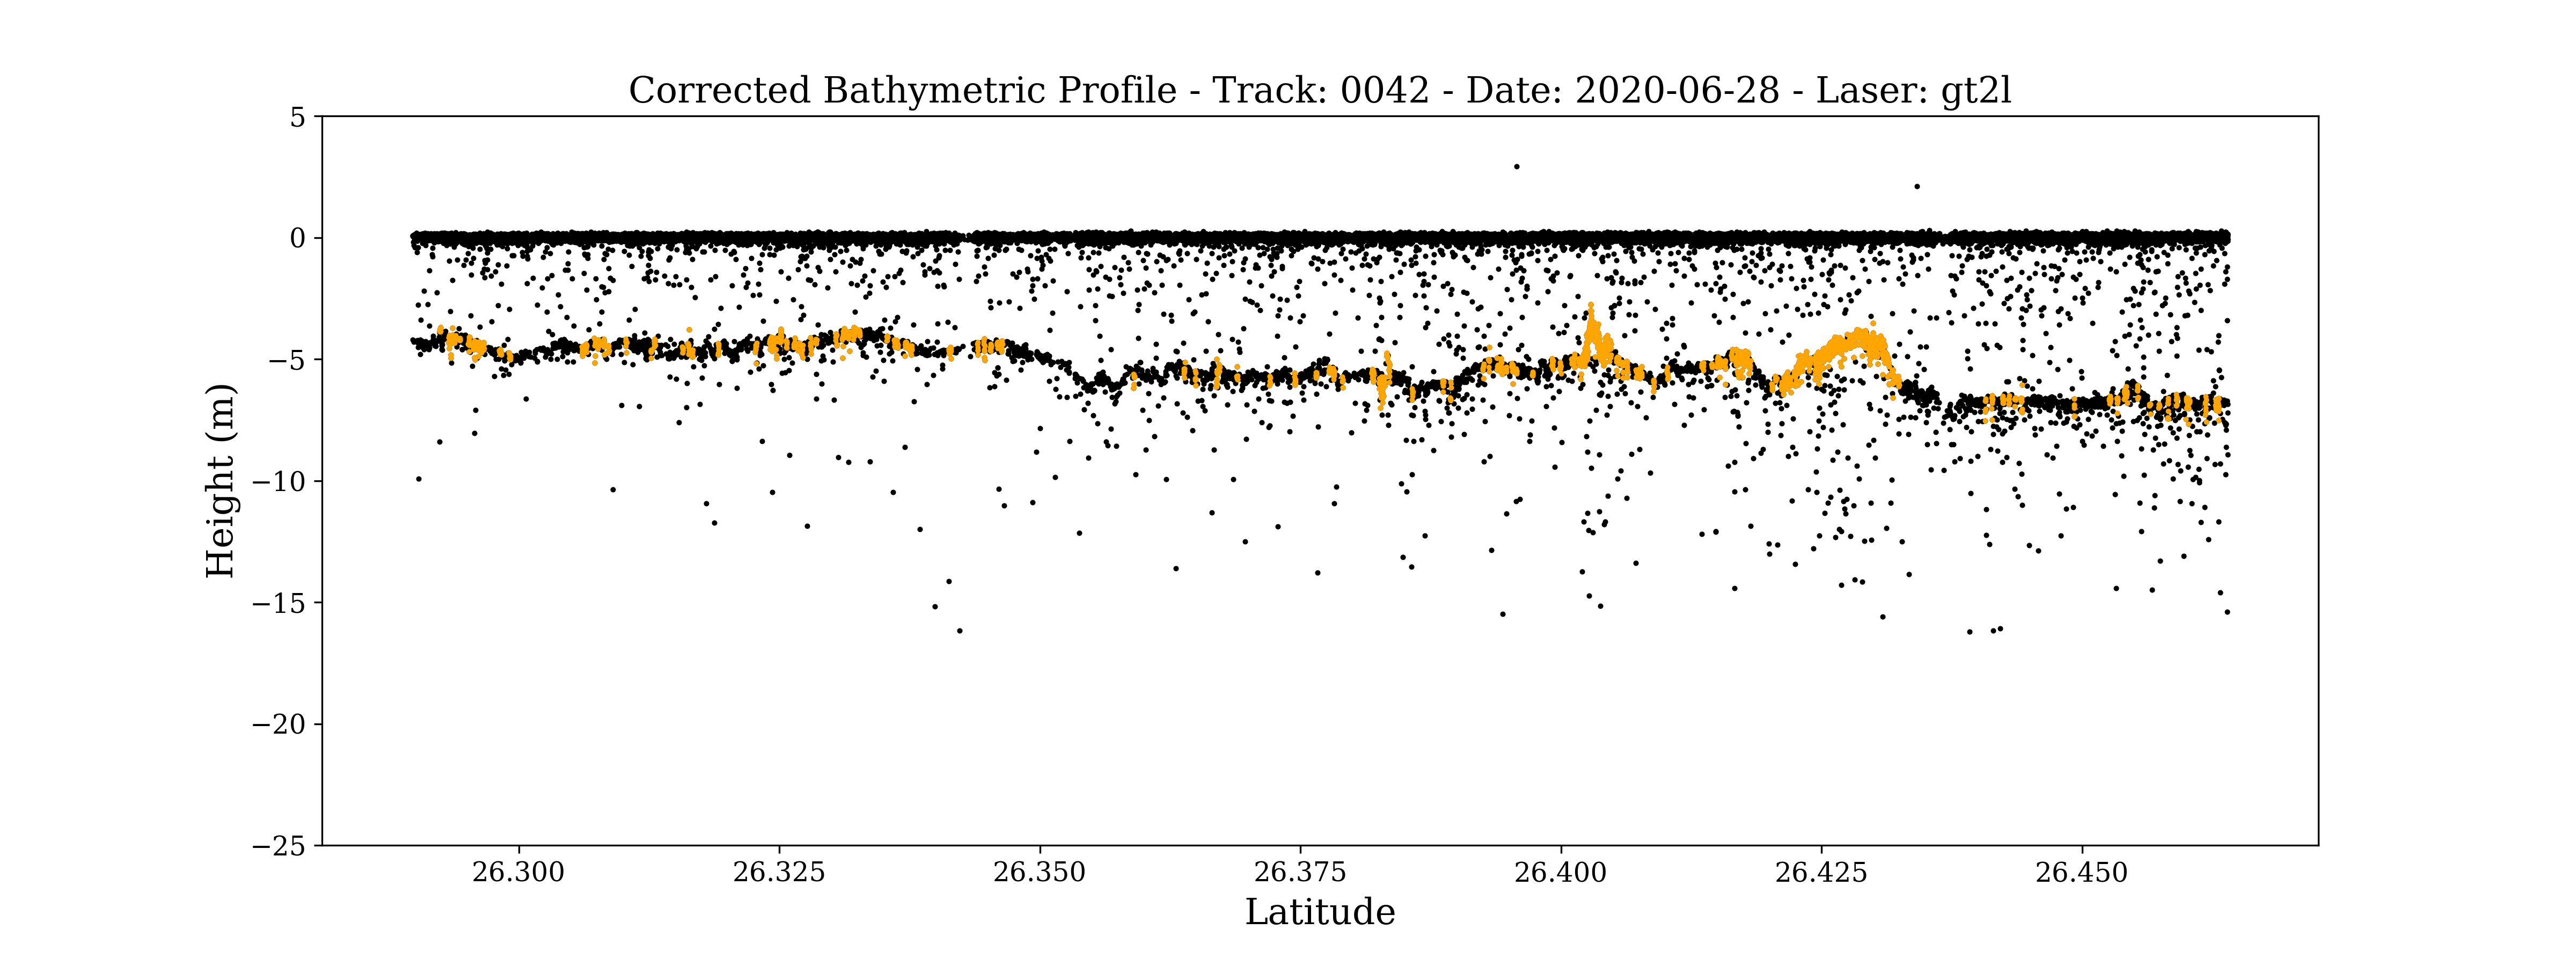 Corrected Bathymetric Profile - Track: 0042 - Date: 2020-06-28 - Laser: gt2l
5
0
−5
−10
−15
−20
−25
Height (m)
26.300 26.325 26.350 26.375 26.400 26.425 26.450
Latitude